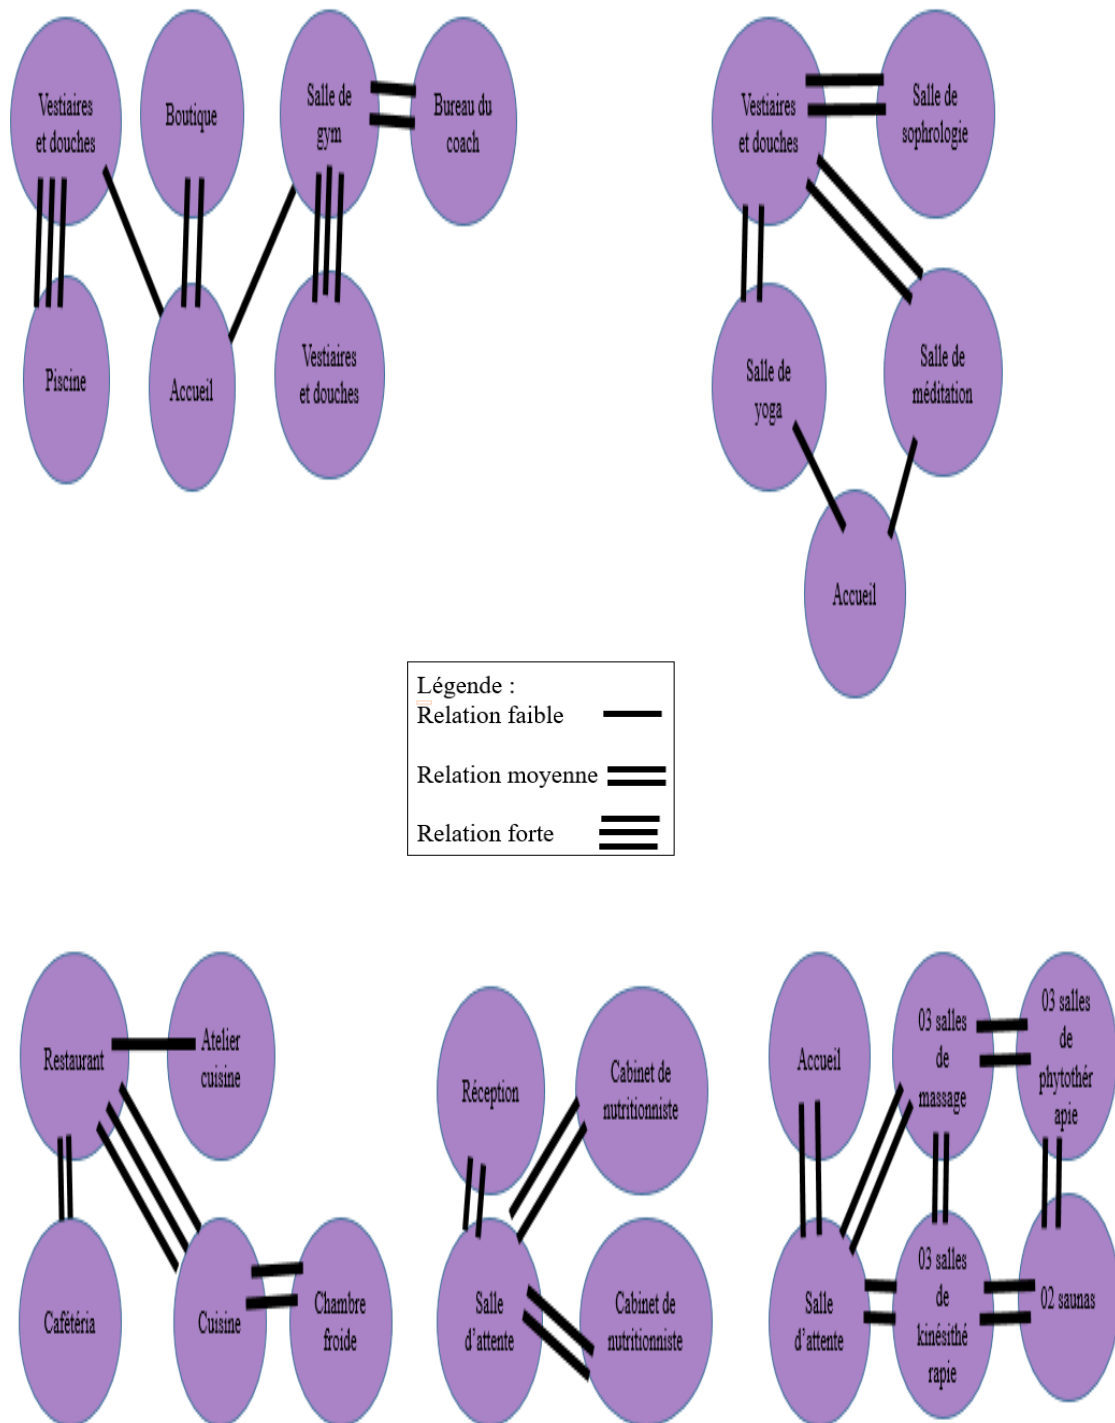 Vestiaires
et douches
Boutique
Salle de
gym
Bureau du
coach
Piscine
Accueil
Vestiaires
et douches
Vestiaires
et douches
Salle de
sophrologie
Salle de
yoga
Salle de
méditation
Accueil
Légende :
Relation faible
Relation moyenne
Relation forte
Restaurant
Atelier
cuisine
Cafétéria
Cuisine
Chambre
froide
Réception
Cabinet de
nutritionniste
Salle
d'attente
Cabinet de
nutritionniste
Accueil
03 salles
de
massage
03 salles
de
phytothér
apie
Salle
d'attente
03 salles
de
kinésithé
rapie
02 saunas